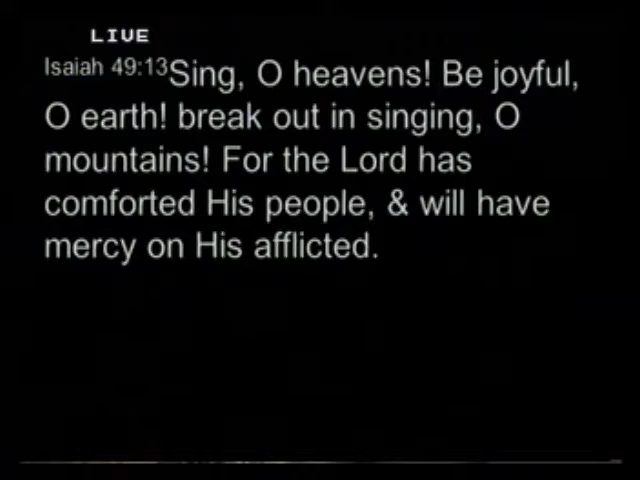 LIVE
Isaiah 49:13Sing, O heavens! Be joyful,
O earth! break out in singing, O
mountains! For the Lord has
comforted His people, & will have
mercy on His afflicted.